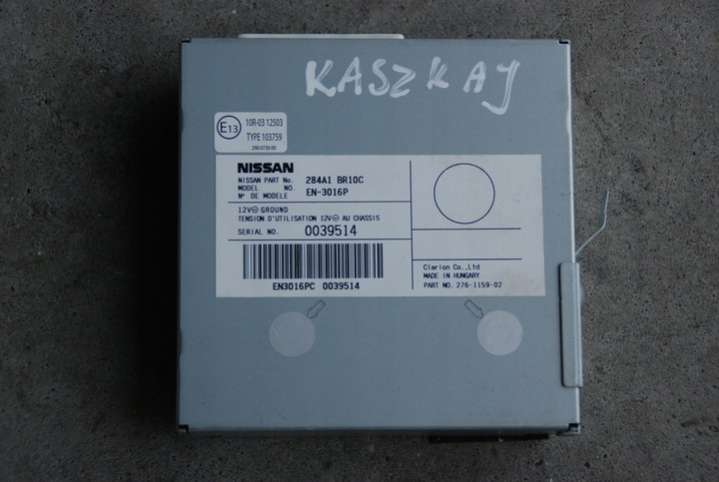 KASZKAJ
E13
10R-03 12503
TYPE 103759
NISSAN
NISSAN PART No. 284A1 BR10C
MODEL NO. EN-3016P
Nº DE MODELE
12V⊖GROUND
TENSION D'UTILISATION 12V⊖ AU CHASSIS
SERIAL NO. 0039514
EN3016PC 0039514
Clarion Co.,Ltd
MADE IN HUNGARY
PART NO. 276-1159-02